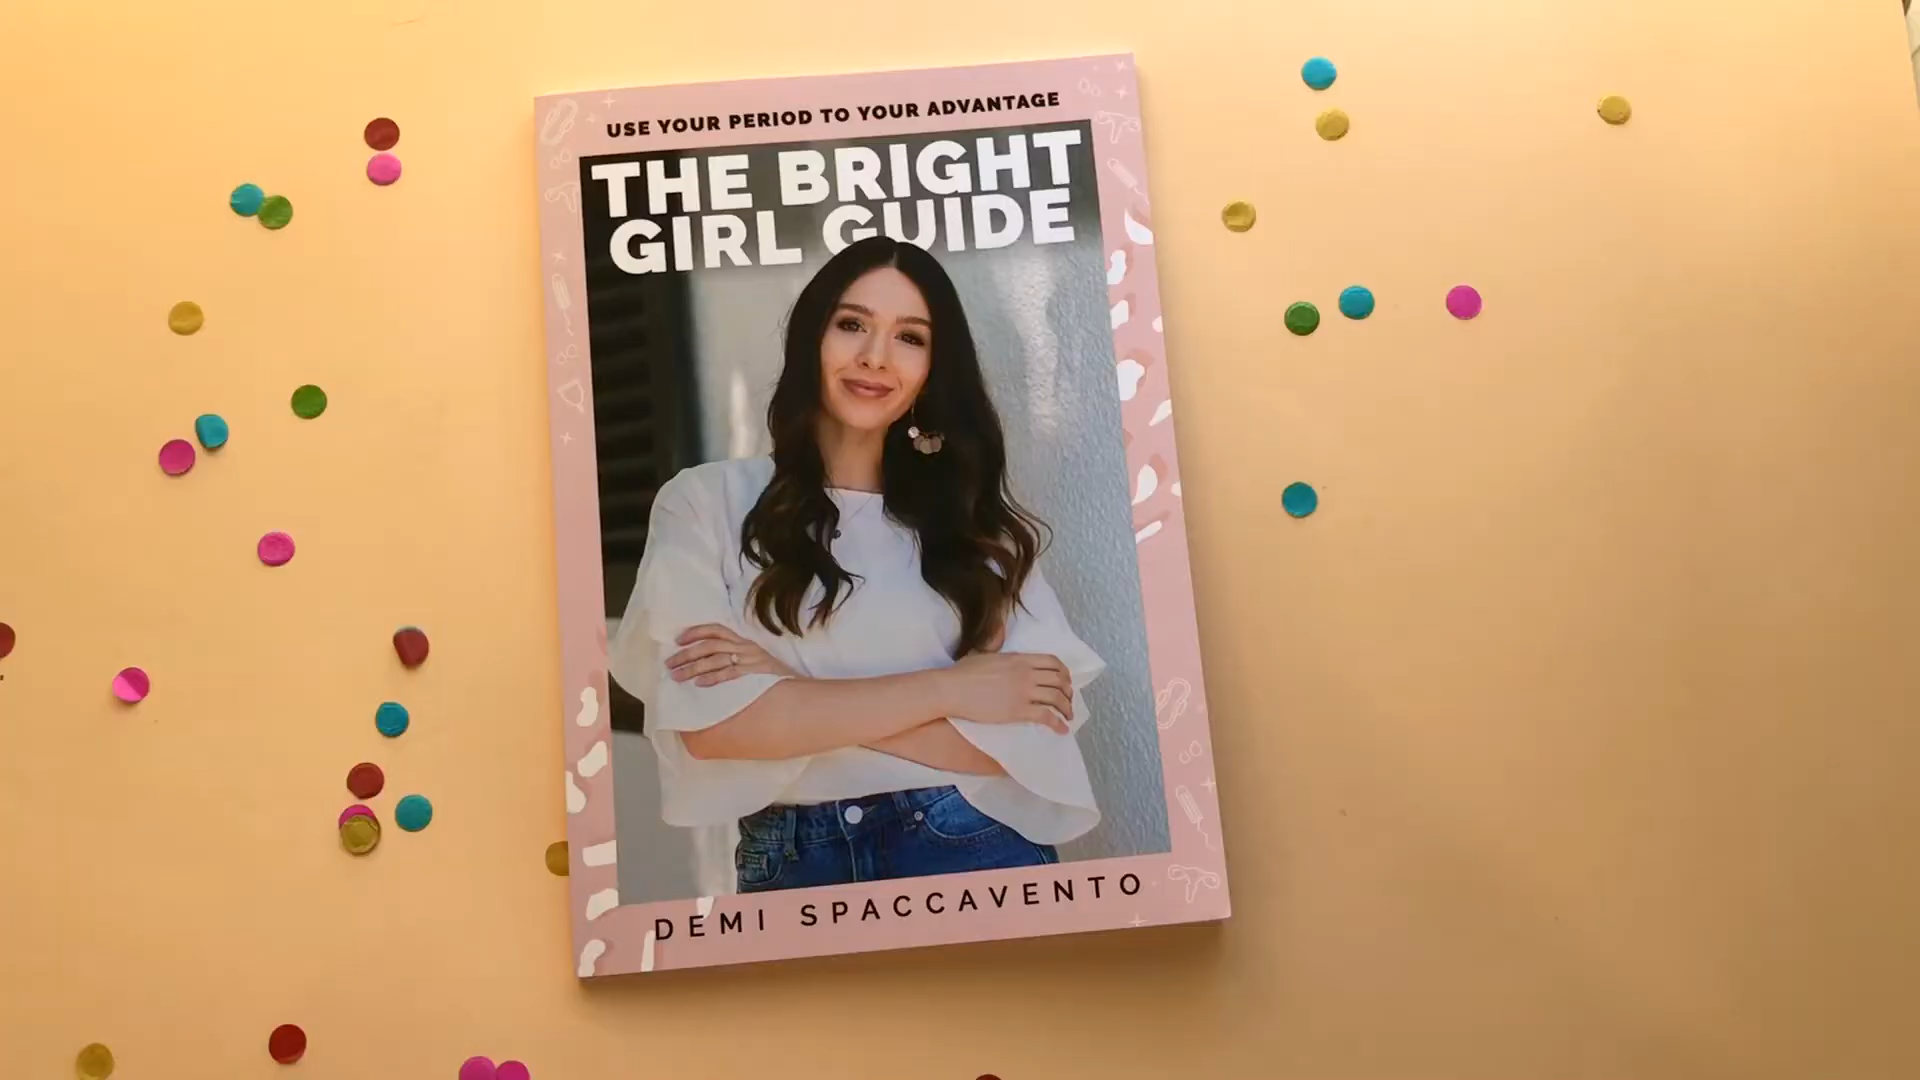 USE YOUR PERIOD TO YOUR ADVANTAGE
THE BRIGHT
GIRL GUIDE
DEMI SPACCAVENTO